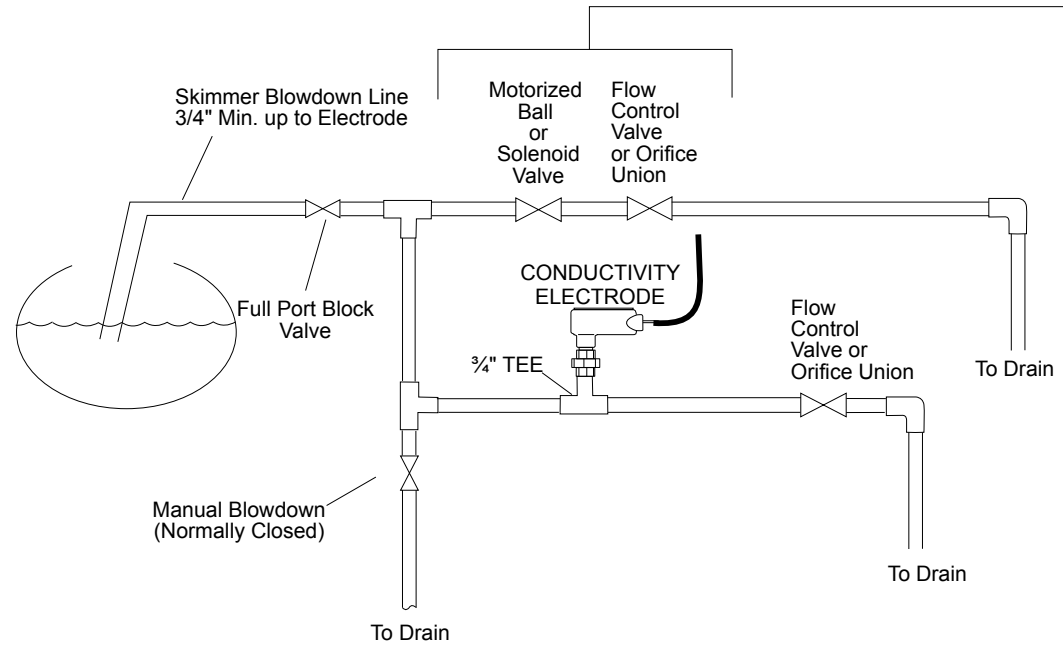 Skimmer Blowdown Line
3/4" Min. up to Electrode
Motorized
Ball
or
Solenoid
Valve
Flow
Control
Valve
or Orifice
Union
Full Port Block
Valve
CONDUCTIVITY
ELECTRODE
¾" TEE
Flow
Control
Valve or
Orifice Union
To Drain
Manual Blowdown
(Normally Closed)
To Drain
To Drain